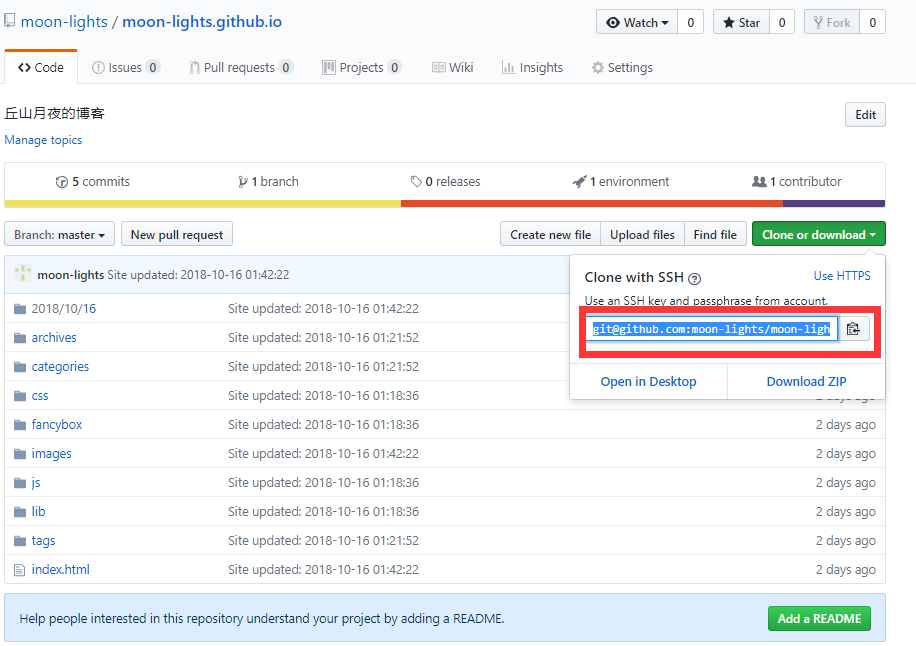 moon-lights / moon-lights.github.io Watch 0 Star 0 Fork 0
Code Issues 0 Pull requests 0 Projects 0 Wiki Insights Settings
丘山月夜的博客 Edit
Manage topics
5 commits 1 branch 0 releases 1 environment 1 contributor
Branch: master New pull request Create new file Upload files Find file Clone or download
moon-lights Site updated: 2018-10-16 01:42:22
Clone with SSH ? Use HTTPS
Use an SSH key and passphrase from account.
git@github.com:moon-lights/moon-ligh
Open in Desktop Download ZIP
2018/10/16 Site updated: 2018-10-16 01:42:22
archives Site updated: 2018-10-16 01:21:52
categories Site updated: 2018-10-16 01:21:52
css Site updated: 2018-10-16 01:18:36
fancybox Site updated: 2018-10-16 01:18:36 2 days ago
images Site updated: 2018-10-16 01:42:22 2 days ago
js Site updated: 2018-10-16 01:18:36 2 days ago
lib Site updated: 2018-10-16 01:18:36 2 days ago
tags Site updated: 2018-10-16 01:21:52 2 days ago
index.html Site updated: 2018-10-16 01:42:22 2 days ago
Help people interested in this repository understand your project by adding a README. Add a README